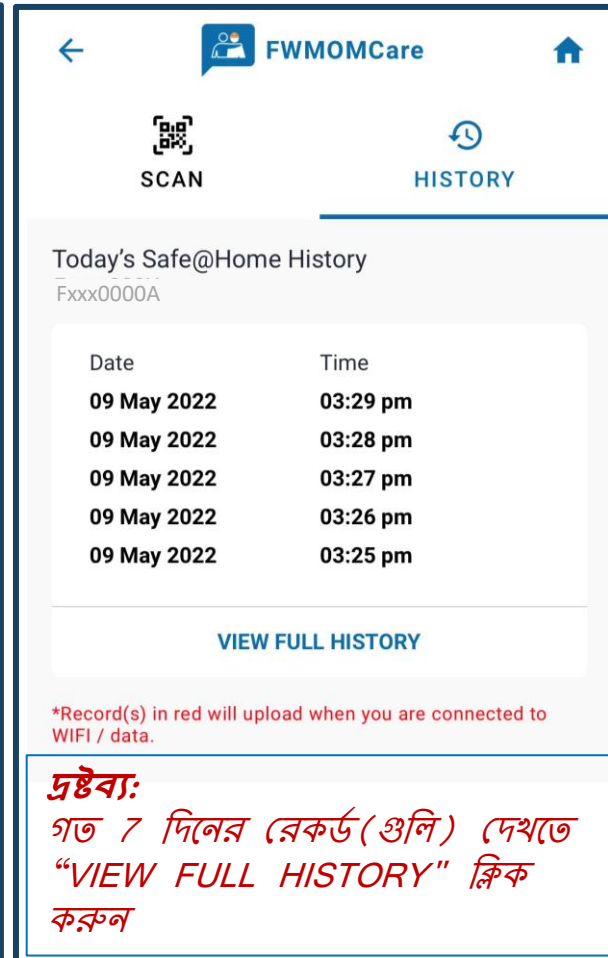 FWMOMCare
SCAN
HISTORY
Today's Safe@Home History
Fxxx0000A
Date Time
09 May 2022 03:29 pm
09 May 2022 03:28 pm
09 May 2022 03:27 pm
09 May 2022 03:26 pm
09 May 2022 03:25 pm
VIEW FULL HISTORY
*Record(s) in red will upload when you are connected to
WIFI / data.
দ্রষ্টব্য:
গত 7 দিনের রেকর্ড(গুলি) দেখতে
“VIEW FULL HISTORY” ক্লিক
করুন